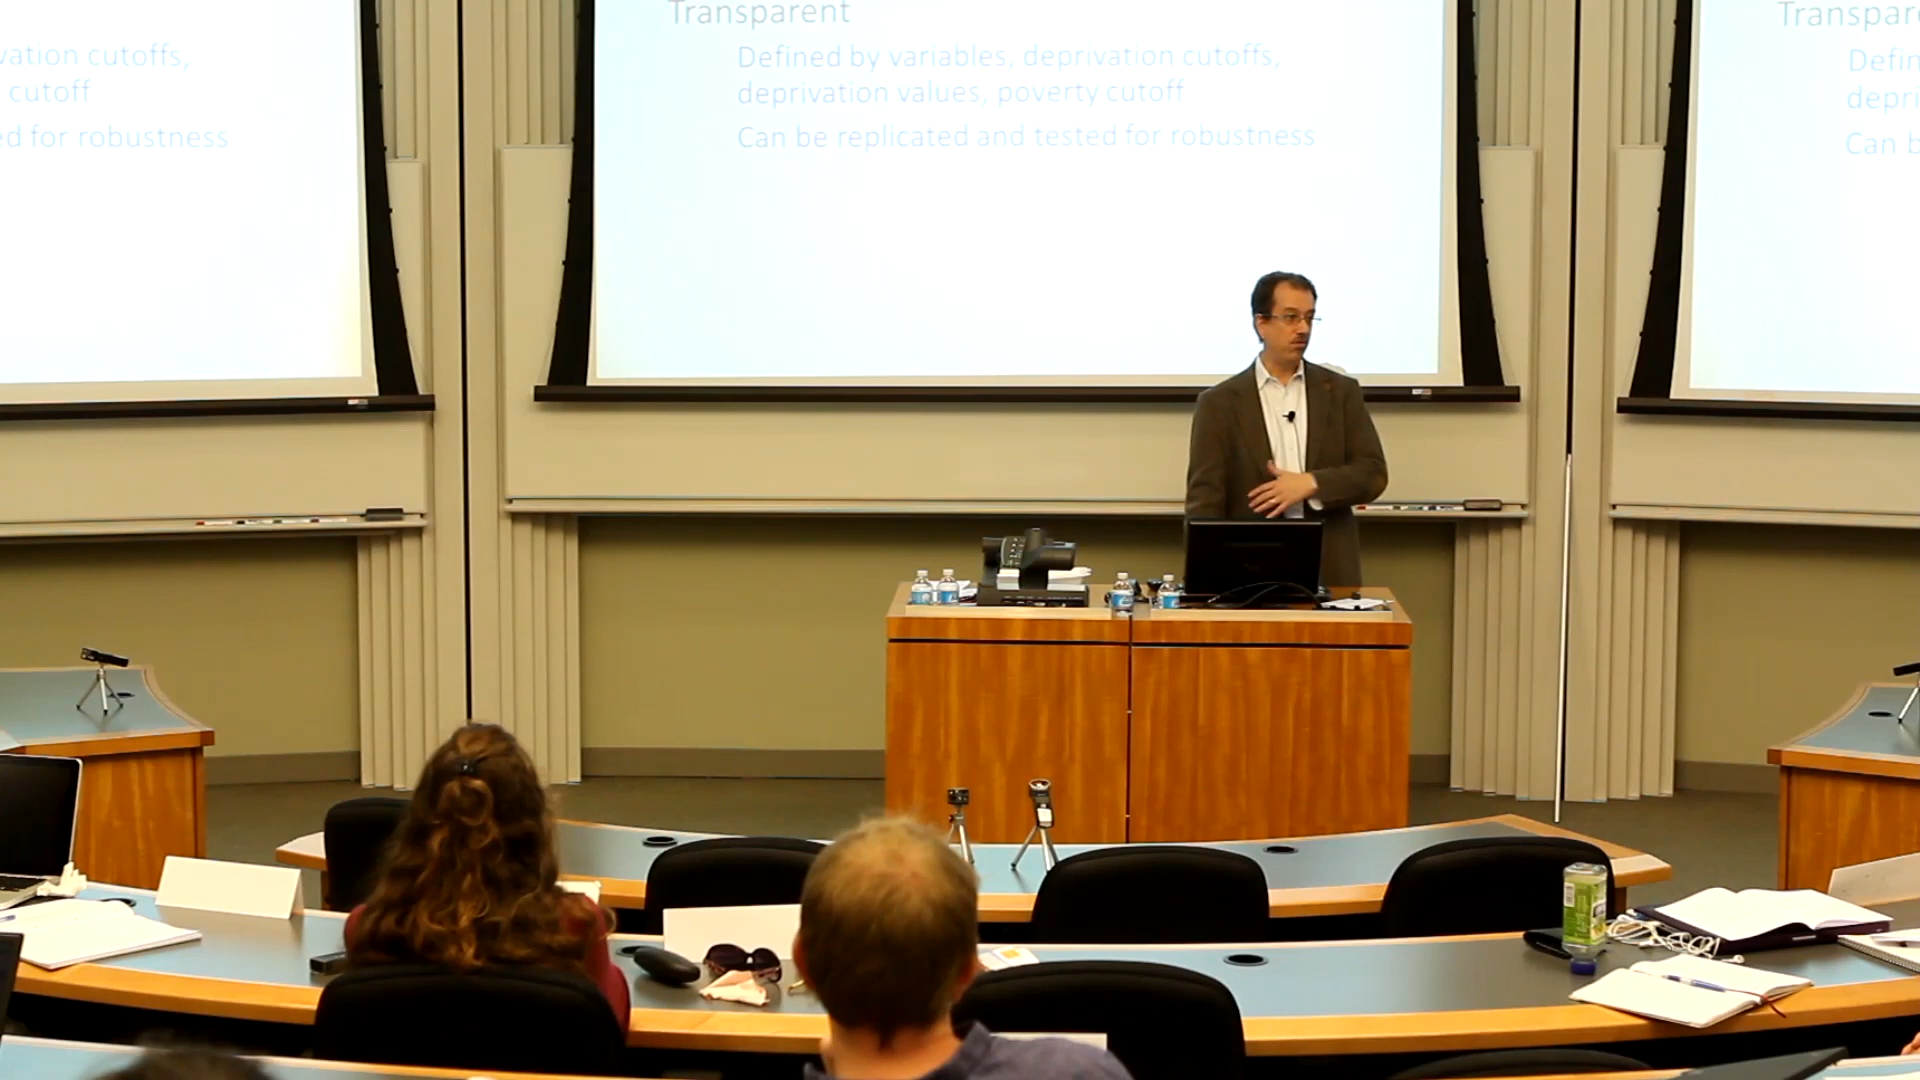 vation cutoffs,
cutoff
ed for robustness
Transparent
Defined by variables, deprivation cutoffs,
deprivation values, poverty cutoff
Can be replicated and tested for robustness
Transpar
Defin
depri
Can b